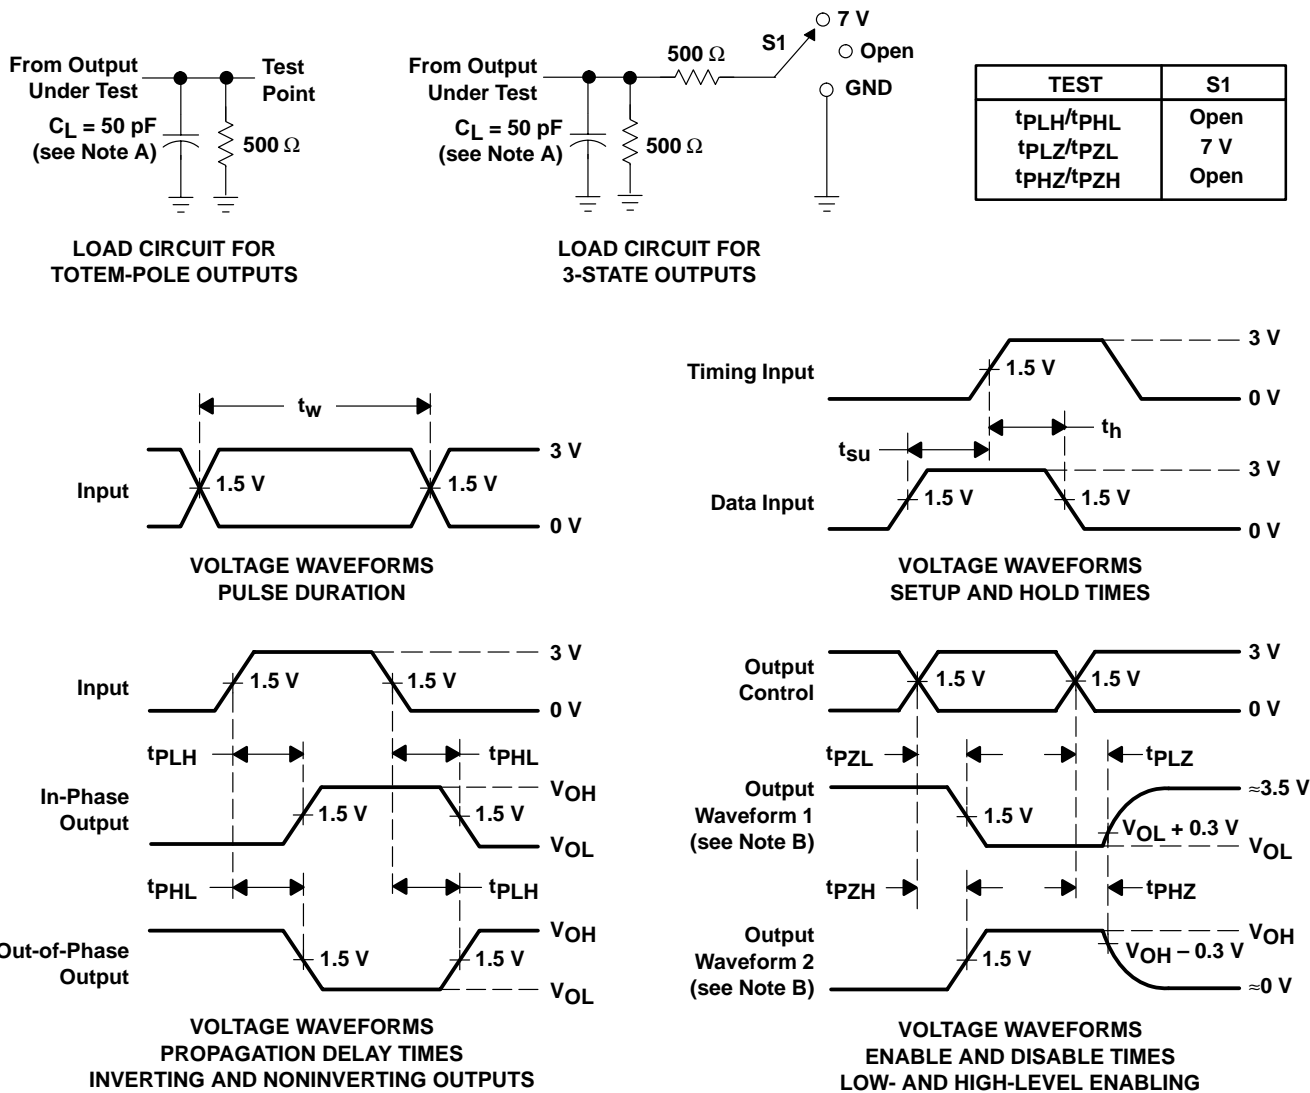 From Output
Under Test
Test
Point
CL = 50 pF
(see Note A)
500 Ω
LOAD CIRCUIT FOR
TOTEM-POLE OUTPUTS
From Output
Under Test
CL = 50 pF
(see Note A)
500 Ω
500 Ω
S1
7 V
Open
GND
LOAD CIRCUIT FOR
3-STATE OUTPUTS
TEST S1
tPLH/tPHL Open
tPLZ/tPZL 7 V
tPHZ/tPZH Open
tw
Input
1.5 V
1.5 V
3 V
0 V
VOLTAGE WAVEFORMS
PULSE DURATION
Timing Input
1.5 V
3 V
0 V
tsu
th
Data Input
1.5 V
1.5 V
3 V
0 V
VOLTAGE WAVEFORMS
SETUP AND HOLD TIMES
Input
1.5 V
1.5 V
3 V
0 V
tPLH
tPHL
In-Phase
Output
1.5 V
1.5 V
VOH
VOL
tPHL
tPLH
Out-of-Phase
Output
1.5 V
1.5 V
VOH
VOL
VOLTAGE WAVEFORMS
PROPAGATION DELAY TIMES
INVERTING AND NONINVERTING OUTPUTS
Output
Control
1.5 V
1.5 V
3 V
0 V
tPZL
tPLZ
Output
Waveform 1
(see Note B)
1.5 V
VOL + 0.3 V
≈3.5 V
VOL
tPZH
tPHZ
Output
Waveform 2
(see Note B)
1.5 V
VOH – 0.3 V
VOH
≈0 V
VOLTAGE WAVEFORMS
ENABLE AND DISABLE TIMES
LOW- AND HIGH-LEVEL ENABLING